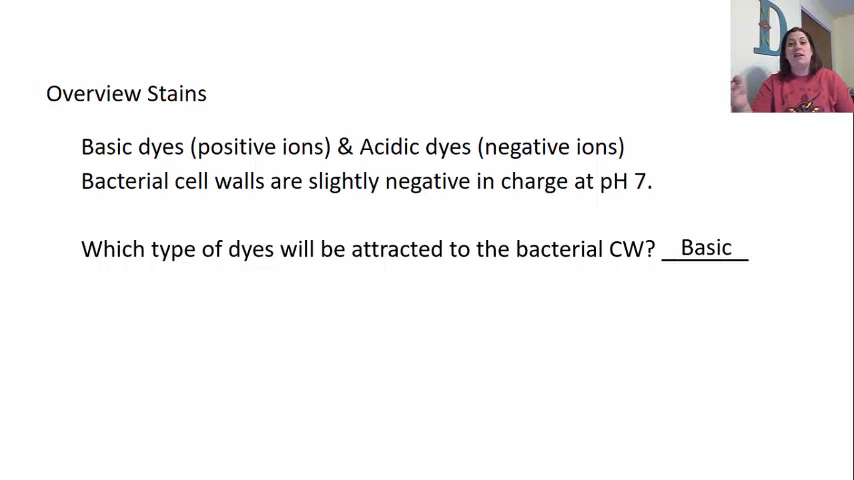 Overview Stains
Basic dyes (positive ions) & Acidic dyes (negative ions)
Bacterial cell walls are slightly negative in charge at pH 7.
Which type of dyes will be attracted to the bacterial CW? Basic
D